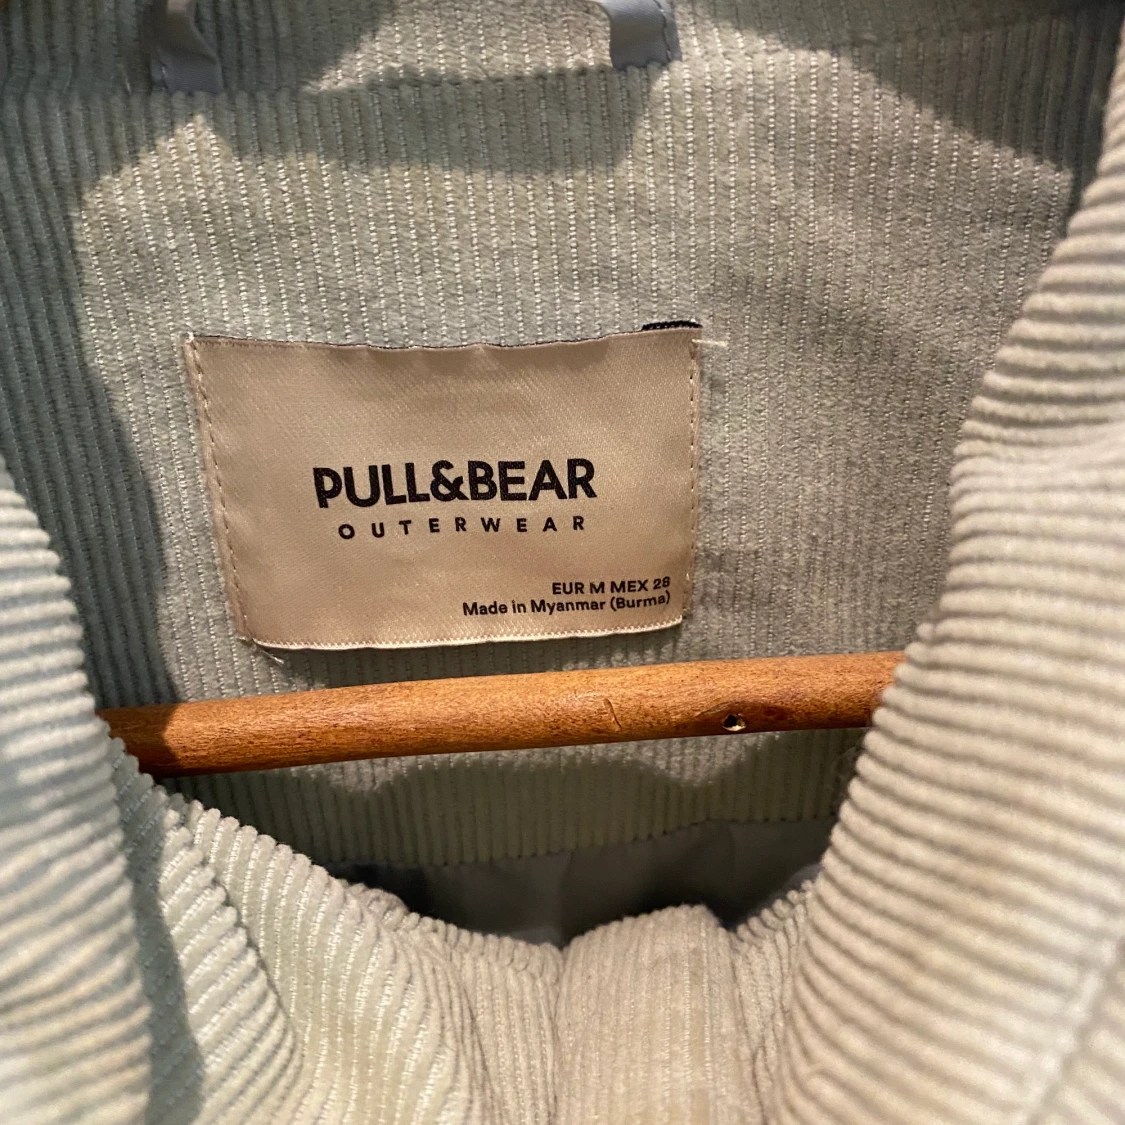 PULL&BEAR
OUTERWEAR
EUR M MEX 28
Made in Myanmar (Burma)